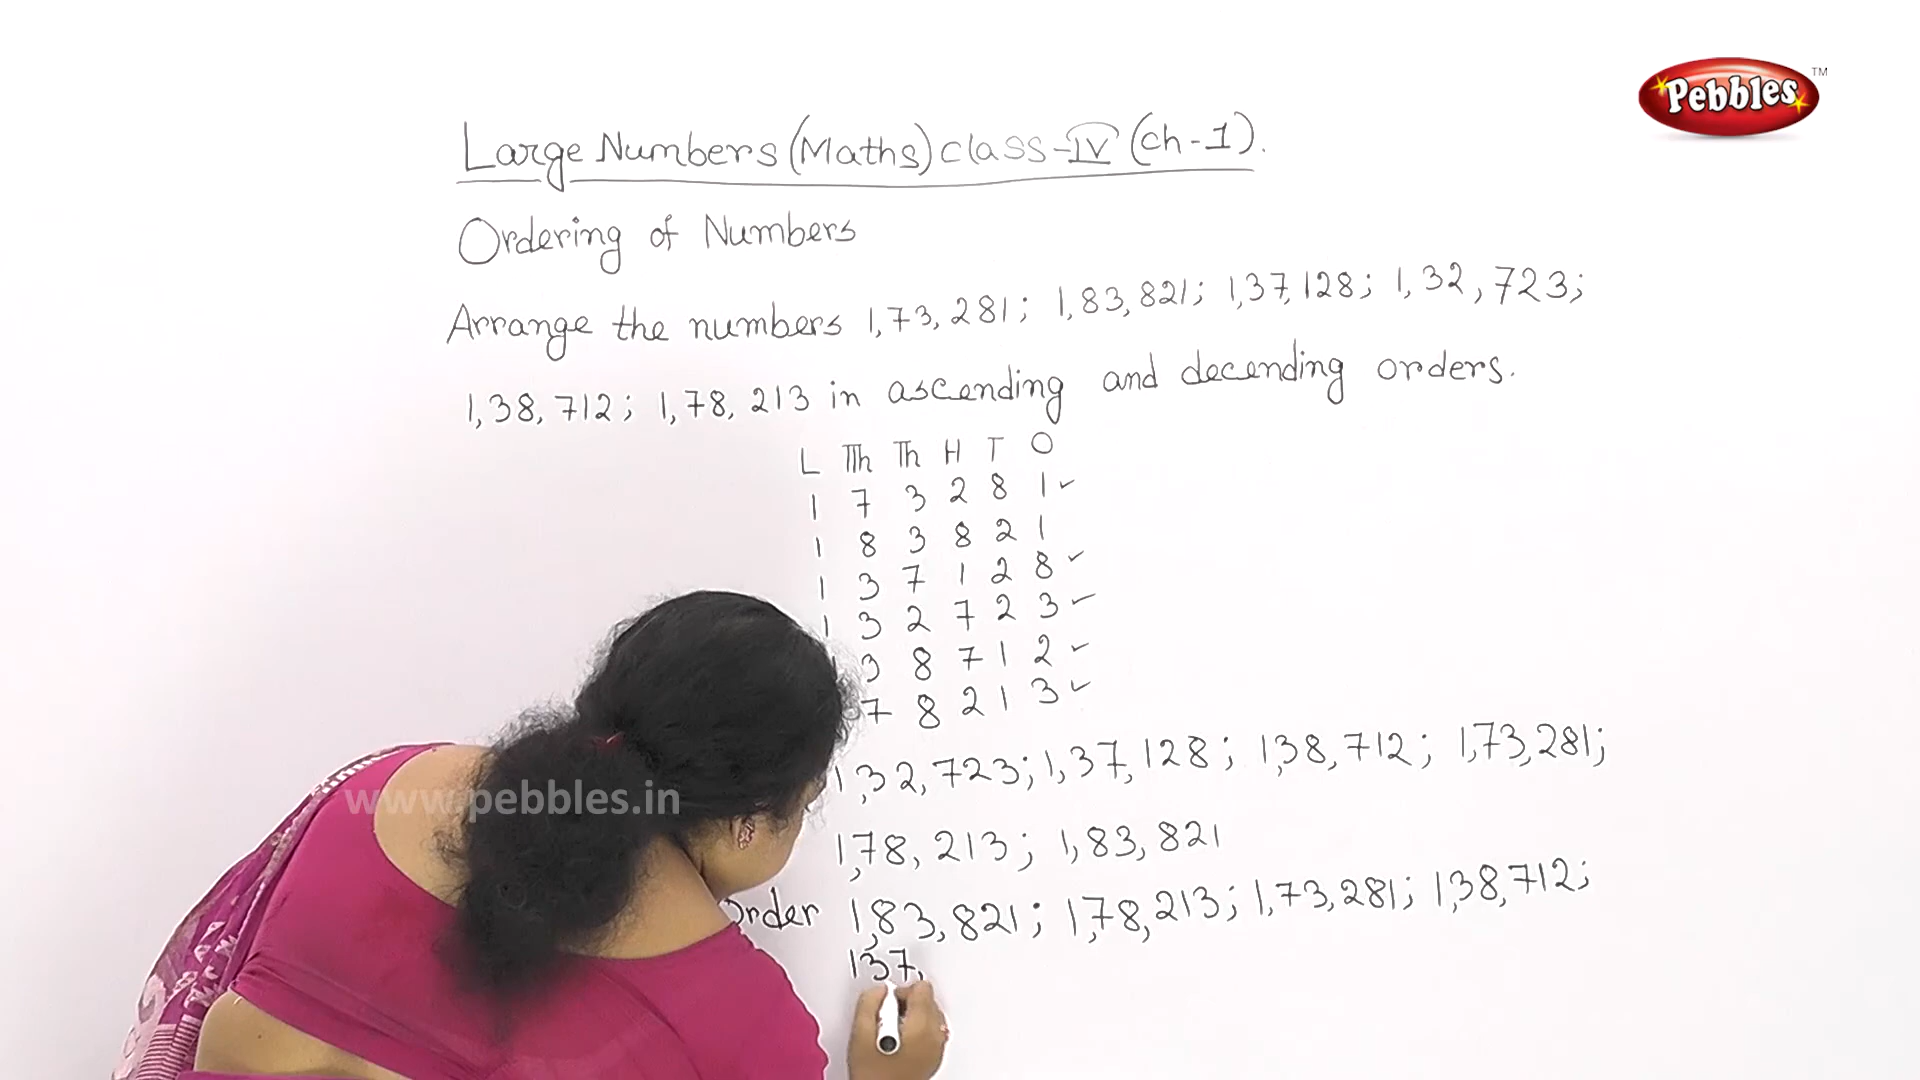 Pebbles TM
Large Numbers (Maths) class-IV (ch-1).
Ordering of Numbers
Arrange the numbers 1,73,281; 1,83,821; 1,37,128; 1,32,723;
1,38,712; 1,78,213 in ascending and decending orders.
L TTh Th H T O
1 7 3 2 8 1 ✓
1 8 3 8 2 1
1 3 7 1 2 8 ✓
1 3 2 7 2 3 ✓
3 8 7 1 2 ✓
7 8 2 1 3 ✓
1,32,723; 1,37,128; 1,38,712; 1,73,281;
www.pebbles.in
1,78,213; 1,83,821
Order 1,83,821; 1,78,213; 1,73,281; 1,38,712;
137,